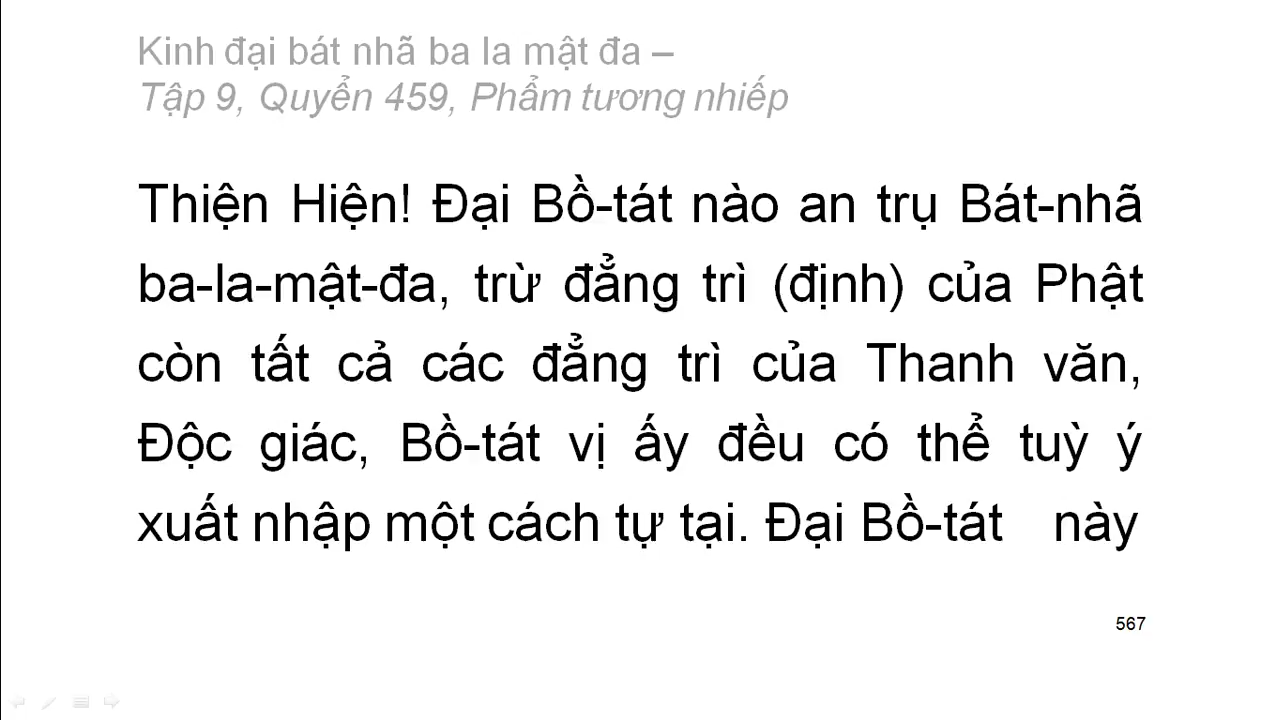 Kinh đại bát nhã ba la mật đa –
Tập 9, Quyển 459, Phẩm tương nhiếp
Thiện Hiện! Đại Bồ-tát nào an trụ Bát-nhã
ba-la-mật-đa, trừ đẳng trì (định) của Phật
còn tất cả các đẳng trì của Thanh văn,
Độc giác, Bồ-tát vị ấy đều có thể tuỳ ý
xuất nhập một cách tự tại. Đại Bồ-tát này
567